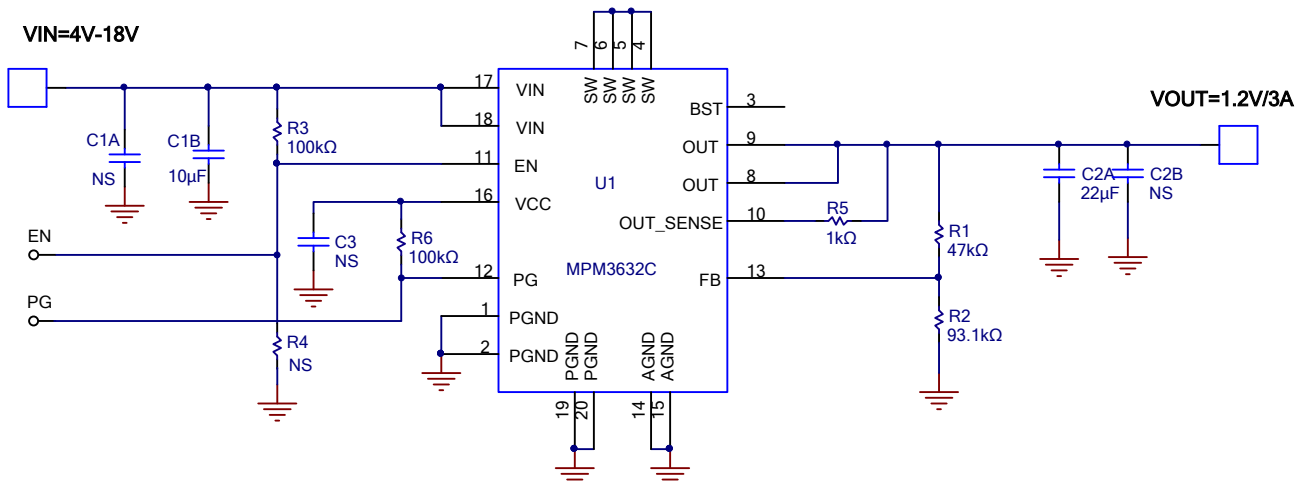 VIN=4V-18V
VOUT=1.2V/3A
7
6
5
4
SW
SW
SW
SW
17
VIN
18
VIN
11
EN
16
VCC
12
PG
1
PGND
2
PGND
BST
3
OUT
9
OUT
8
OUT_SENSE
10
FB
13
U1
MPM3632C
PGND
PGND
AGND
AGND
19
20
14
15
C1A
NS
C1B
10µF
R3
100kΩ
C3
NS
R6
100kΩ
EN
PG
R4
NS
R5
1kΩ
R1
47kΩ
R2
93.1kΩ
C2A
22µF
C2B
NS